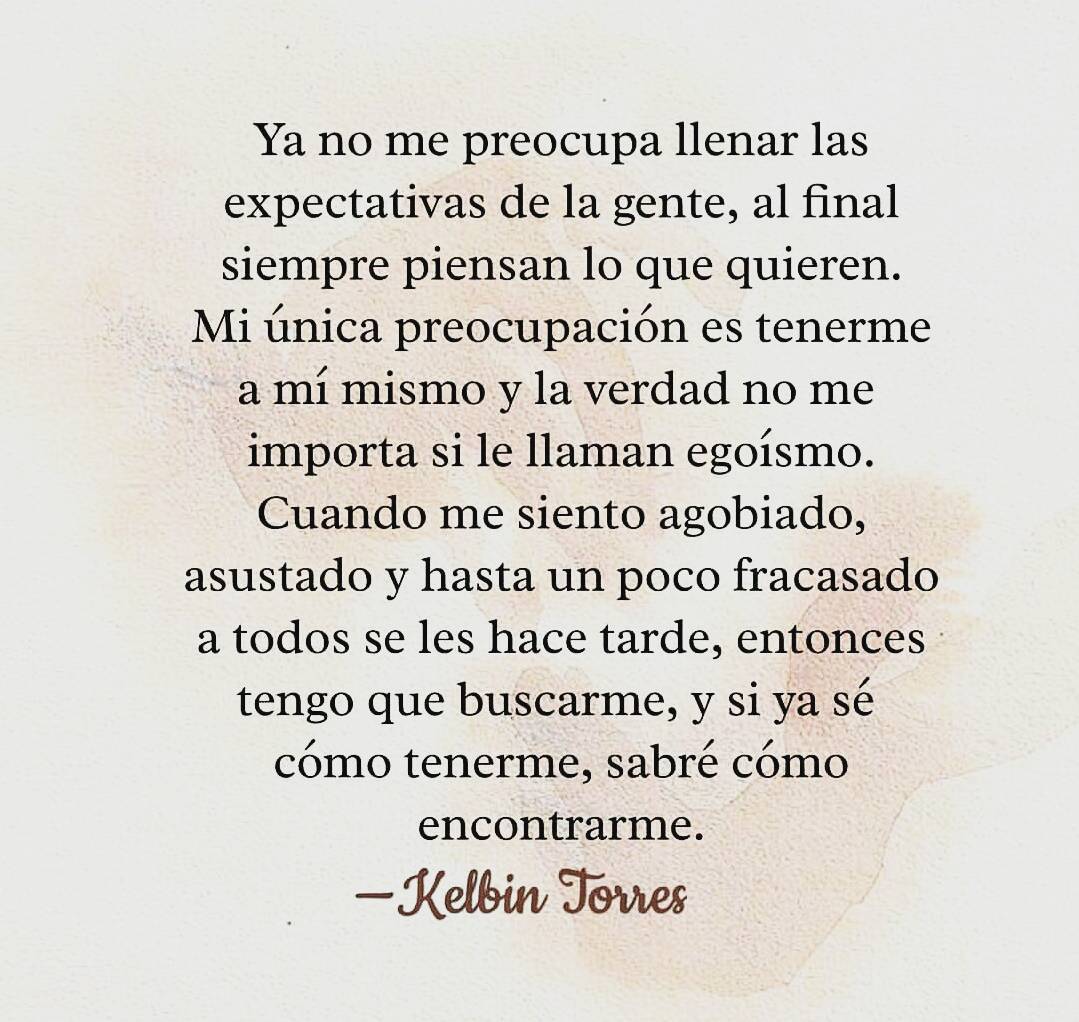 Ya no me preocupa llenar las
expectativas de la gente, al final
siempre piensan lo que quieren.
Mi única preocupación es tenerme
a mí mismo y la verdad no me
importa si le llaman egoísmo.
Cuando me siento agobiado,
asustado y hasta un poco fracasado
a todos se les hace tarde, entonces
tengo que buscarme, y si ya sé
cómo tenerme, sabré cómo
encontrarme.
—Kelbin Torres